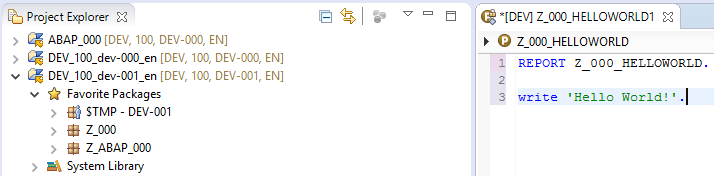 Project Explorer
ABAP_000 [DEV, 100, DEV-000, EN]
DEV_100_dev-000_en [DEV, 100, DEV-000, EN]
DEV_100_dev-001_en [DEV, 100, DEV-001, EN]
Favorite Packages
$TMP - DEV-001
Z_000
Z_ABAP_000
System Library
*[DEV] Z_000_HELLOWORLD1
Z_000_HELLOWORLD
1 REPORT Z_000_HELLOWORLD.
2
3 write 'Hello World!'.